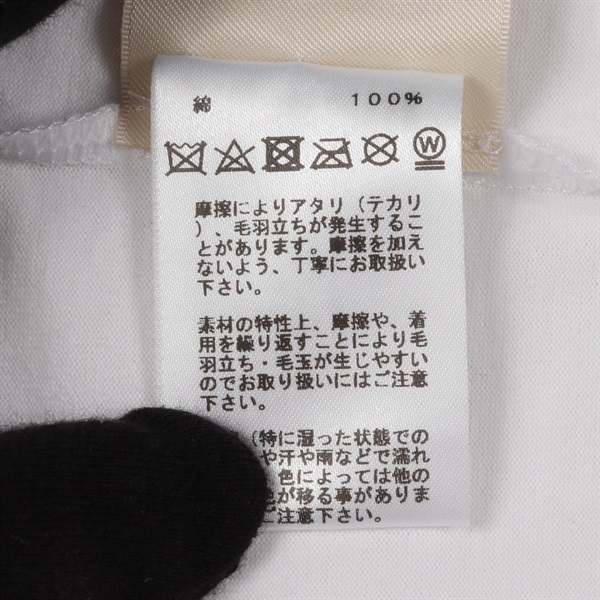 綿 100%
W
摩擦によりアタリ（テカリ
）、毛羽立ちが発生するこ
とがあります。摩擦を加え
ないよう、丁寧にお取扱い
下さい。
素材の特性上、摩擦や、着
用を繰り返すことにより毛
羽立ち・毛玉が生じやすい
のでお取り扱いにはご注意
下さい。
（特に湿った状態での
や汗や雨などで濡れ
色によっては他の
色が移る事がありま
ご注意下さい。